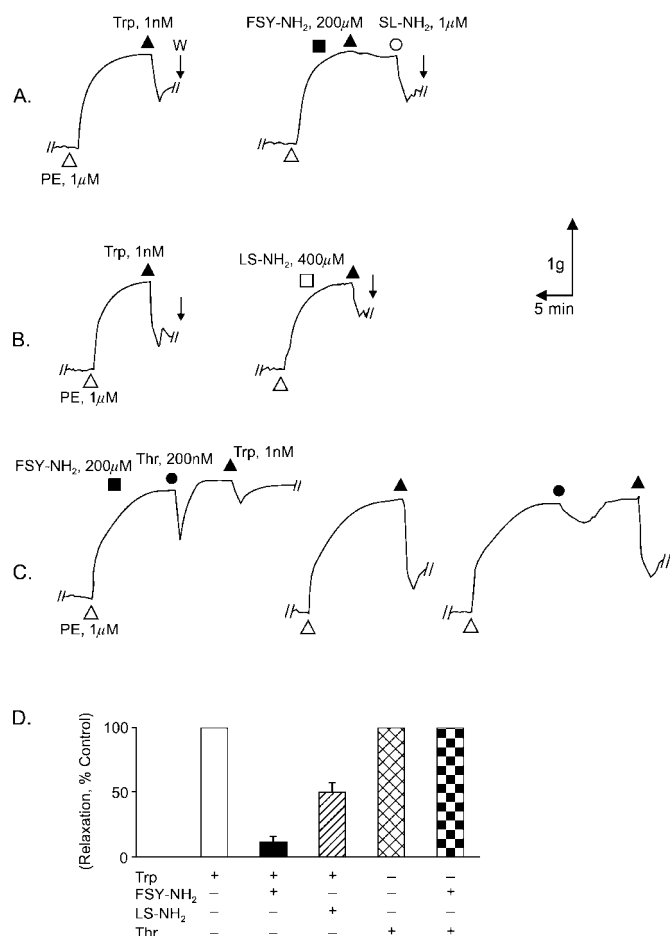 Trp, 1nM
W
FSY-NH₂, 200μM
SL-NH₂, 1μM
A.
PE, 1μM
Trp, 1nM
LS-NH₂, 400μM
1g
5 min
B.
PE, 1μM
FSY-NH₂, 200μM
Thr, 200nM
Trp, 1nM
C.
PE, 1μM
D.
(Relaxation, % Control)
100
50
0
Trp + + + – –
FSY-NH₂ – + – – +
LS-NH₂ – – + – –
Thr – – – + +